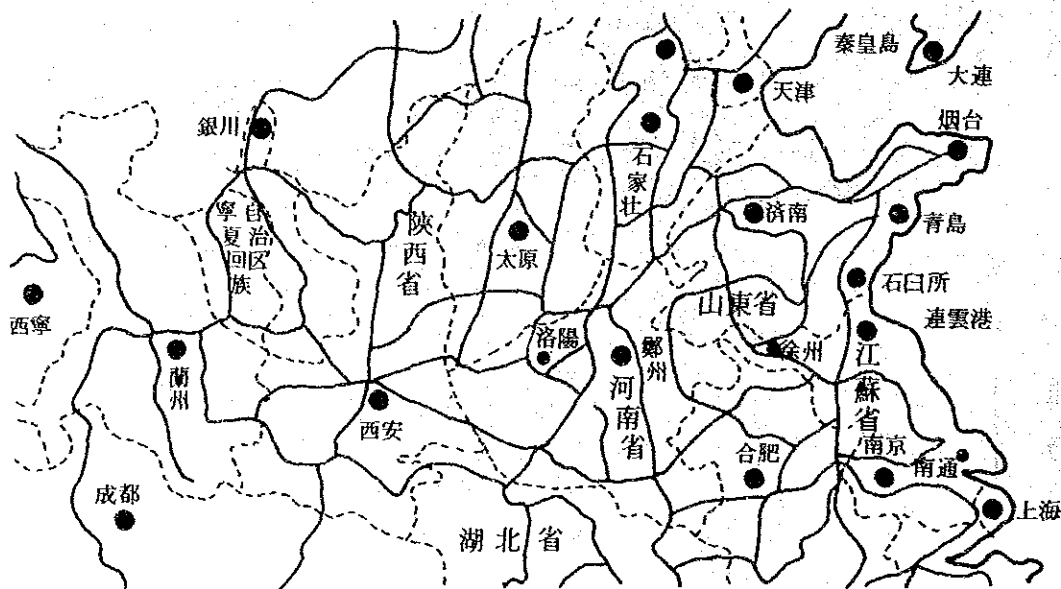 秦皇島
大連
天津
烟台
銀川
石家壮
済南
青島
寧夏回族
自治区
陝西省
太原
石臼所
西寧
山東省
連雲港
洛陽
鄭州
徐州
蘭州
河南省
江蘇省
西安
合肥
南京
南通
成都
上海
湖北省